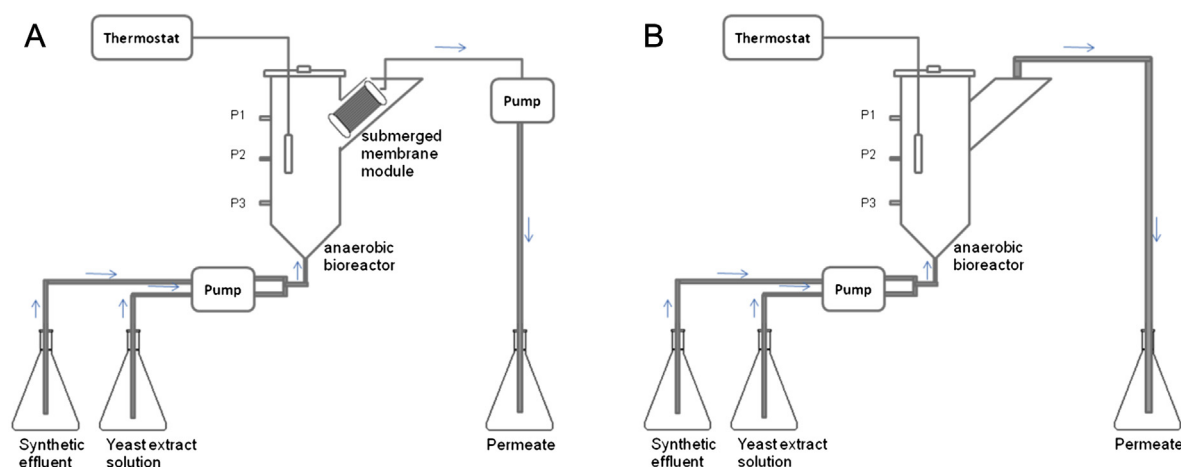 A
Thermostat
Pump
P1
P2
P3
submerged
membrane
module
anaerobic
bioreactor
Pump
Synthetic
effluent
Yeast extract
solution
Permeate
B
Thermostat
P1
P2
P3
anaerobic
bioreactor
Pump
Synthetic
effluent
Yeast extract
solution
Permeate